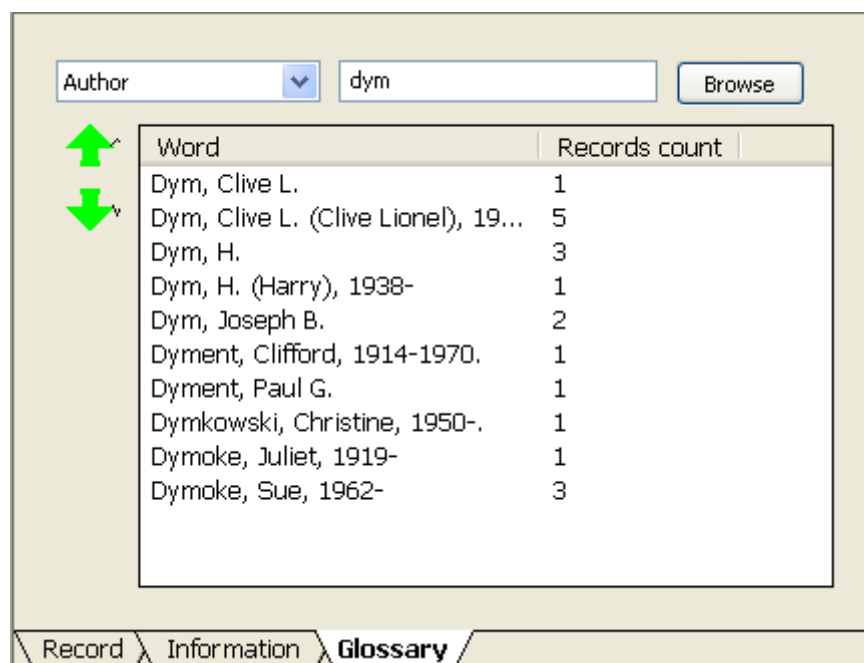 Author dym Browse
Word Records count
Dym, Clive L. 1
Dym, Clive L. (Clive Lionel), 19... 5
Dym, H. 3
Dym, H. (Harry), 1938- 1
Dym, Joseph B. 2
Dyment, Clifford, 1914-1970. 1
Dyment, Paul G. 1
Dymkowski, Christine, 1950-. 1
Dymoke, Juliet, 1919- 1
Dymoke, Sue, 1962- 3
Record Information Glossary